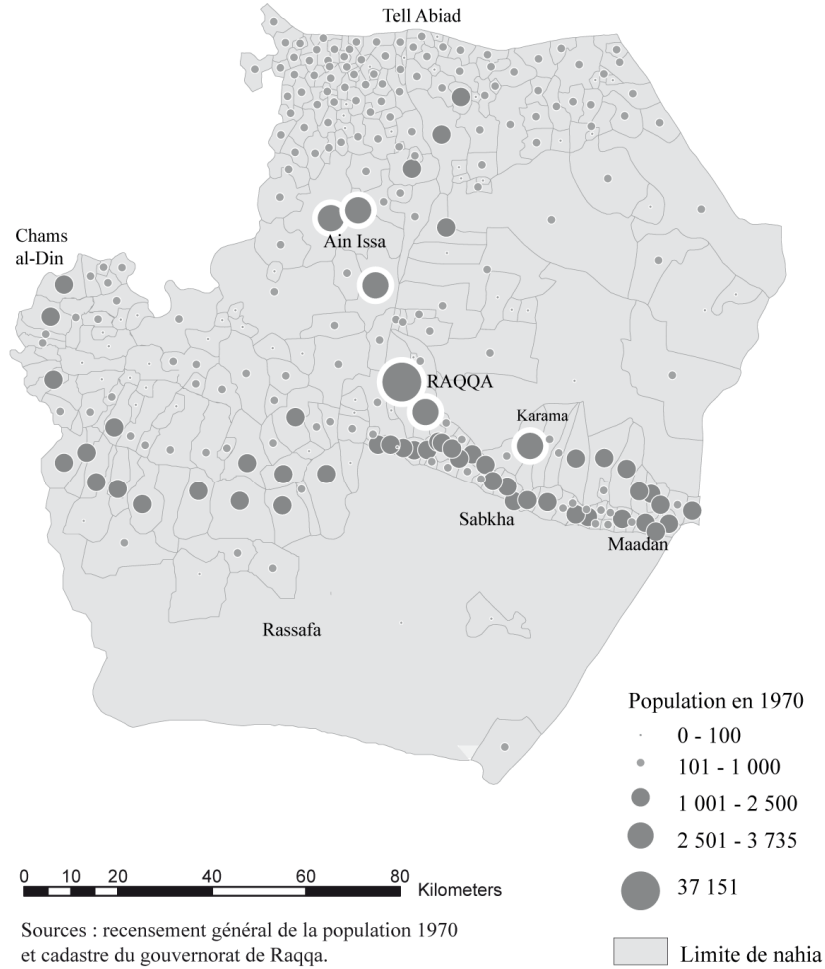 Tell Abiad
Chams
al-Din
Ain Issa
RAQQA
Karama
Sabkha
Maadan
Rassafa
Population en 1970
0 - 100
101 - 1 000
1 001 - 2 500
2 501 - 3 735
37 151
0 10 20 40 60 80
Kilometers
Sources : recensement général de la population 1970
et cadastre du gouvernorat de Raqqa.
Limite de nahia